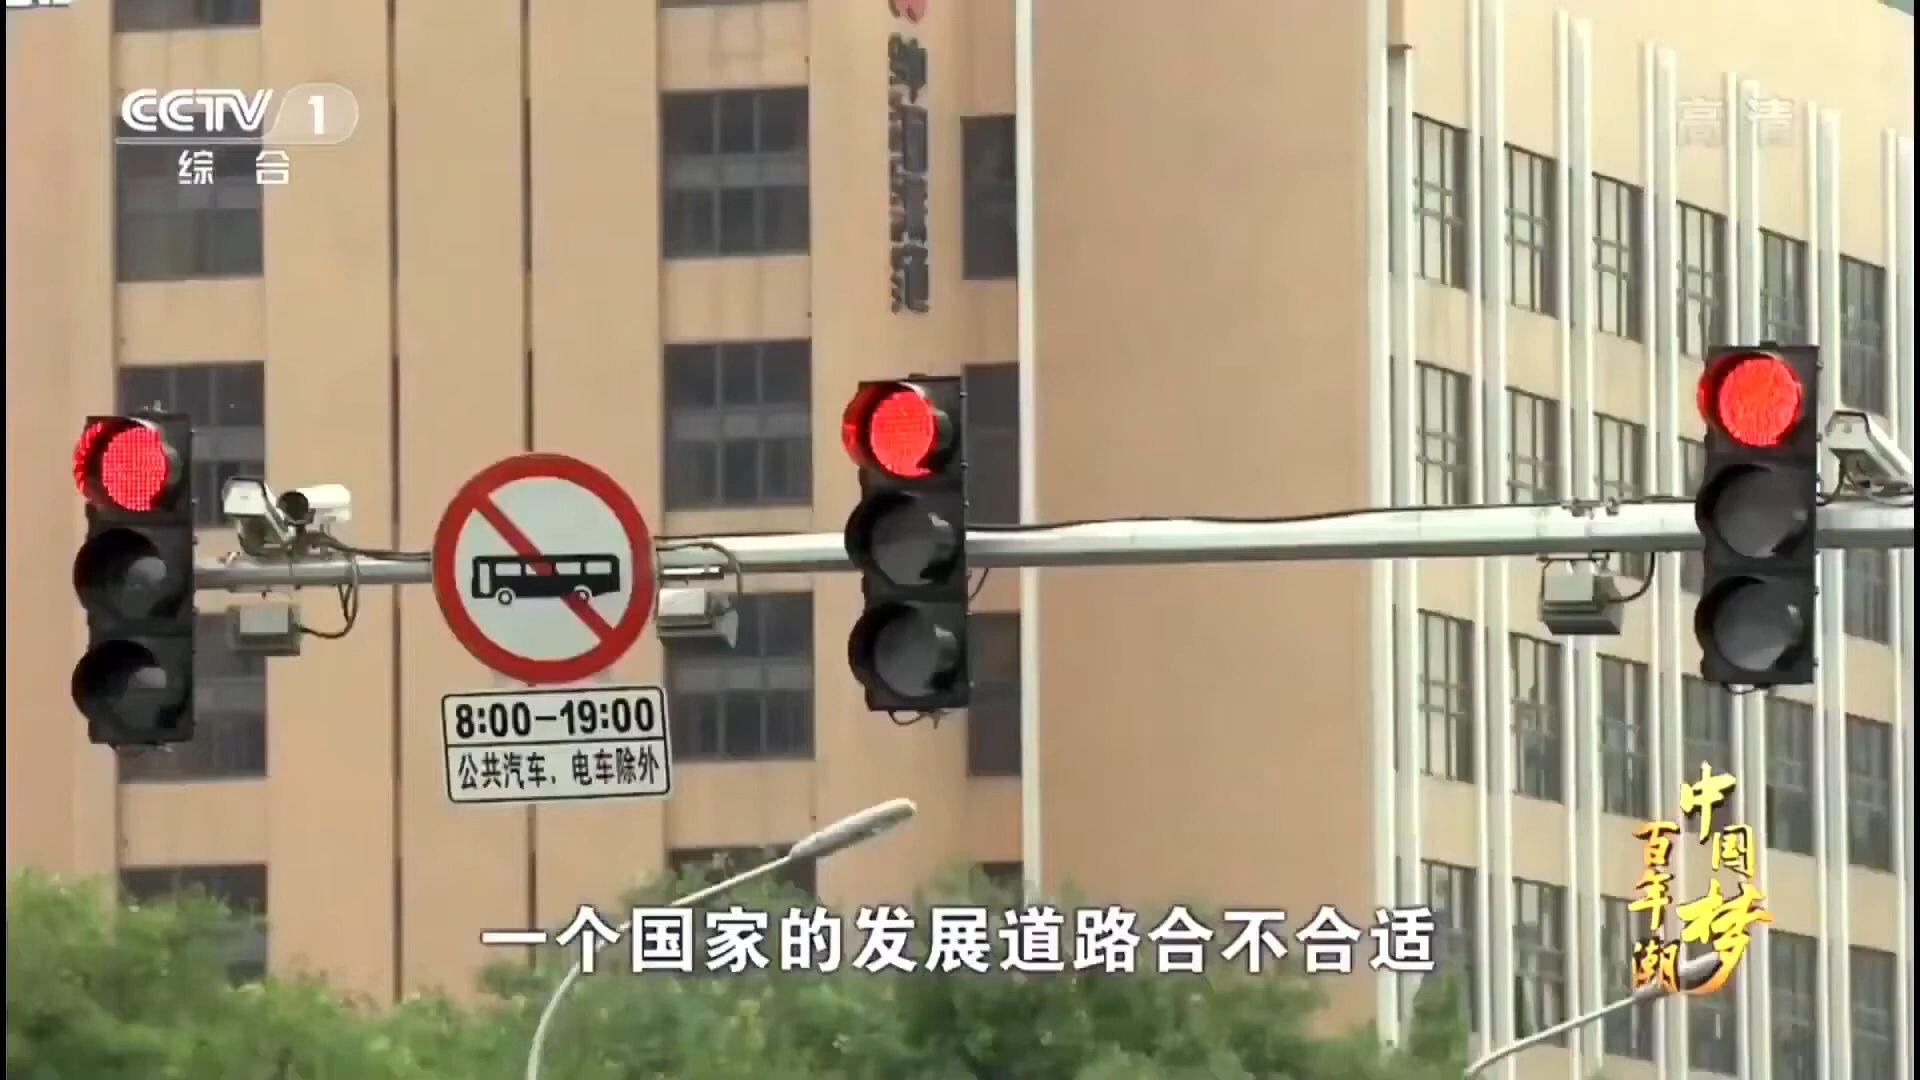 CCTV 1
综合
高清
8:00-19:00
公共汽车、电车除外
中国梦
百年潮
一个国家的发展道路合不合适